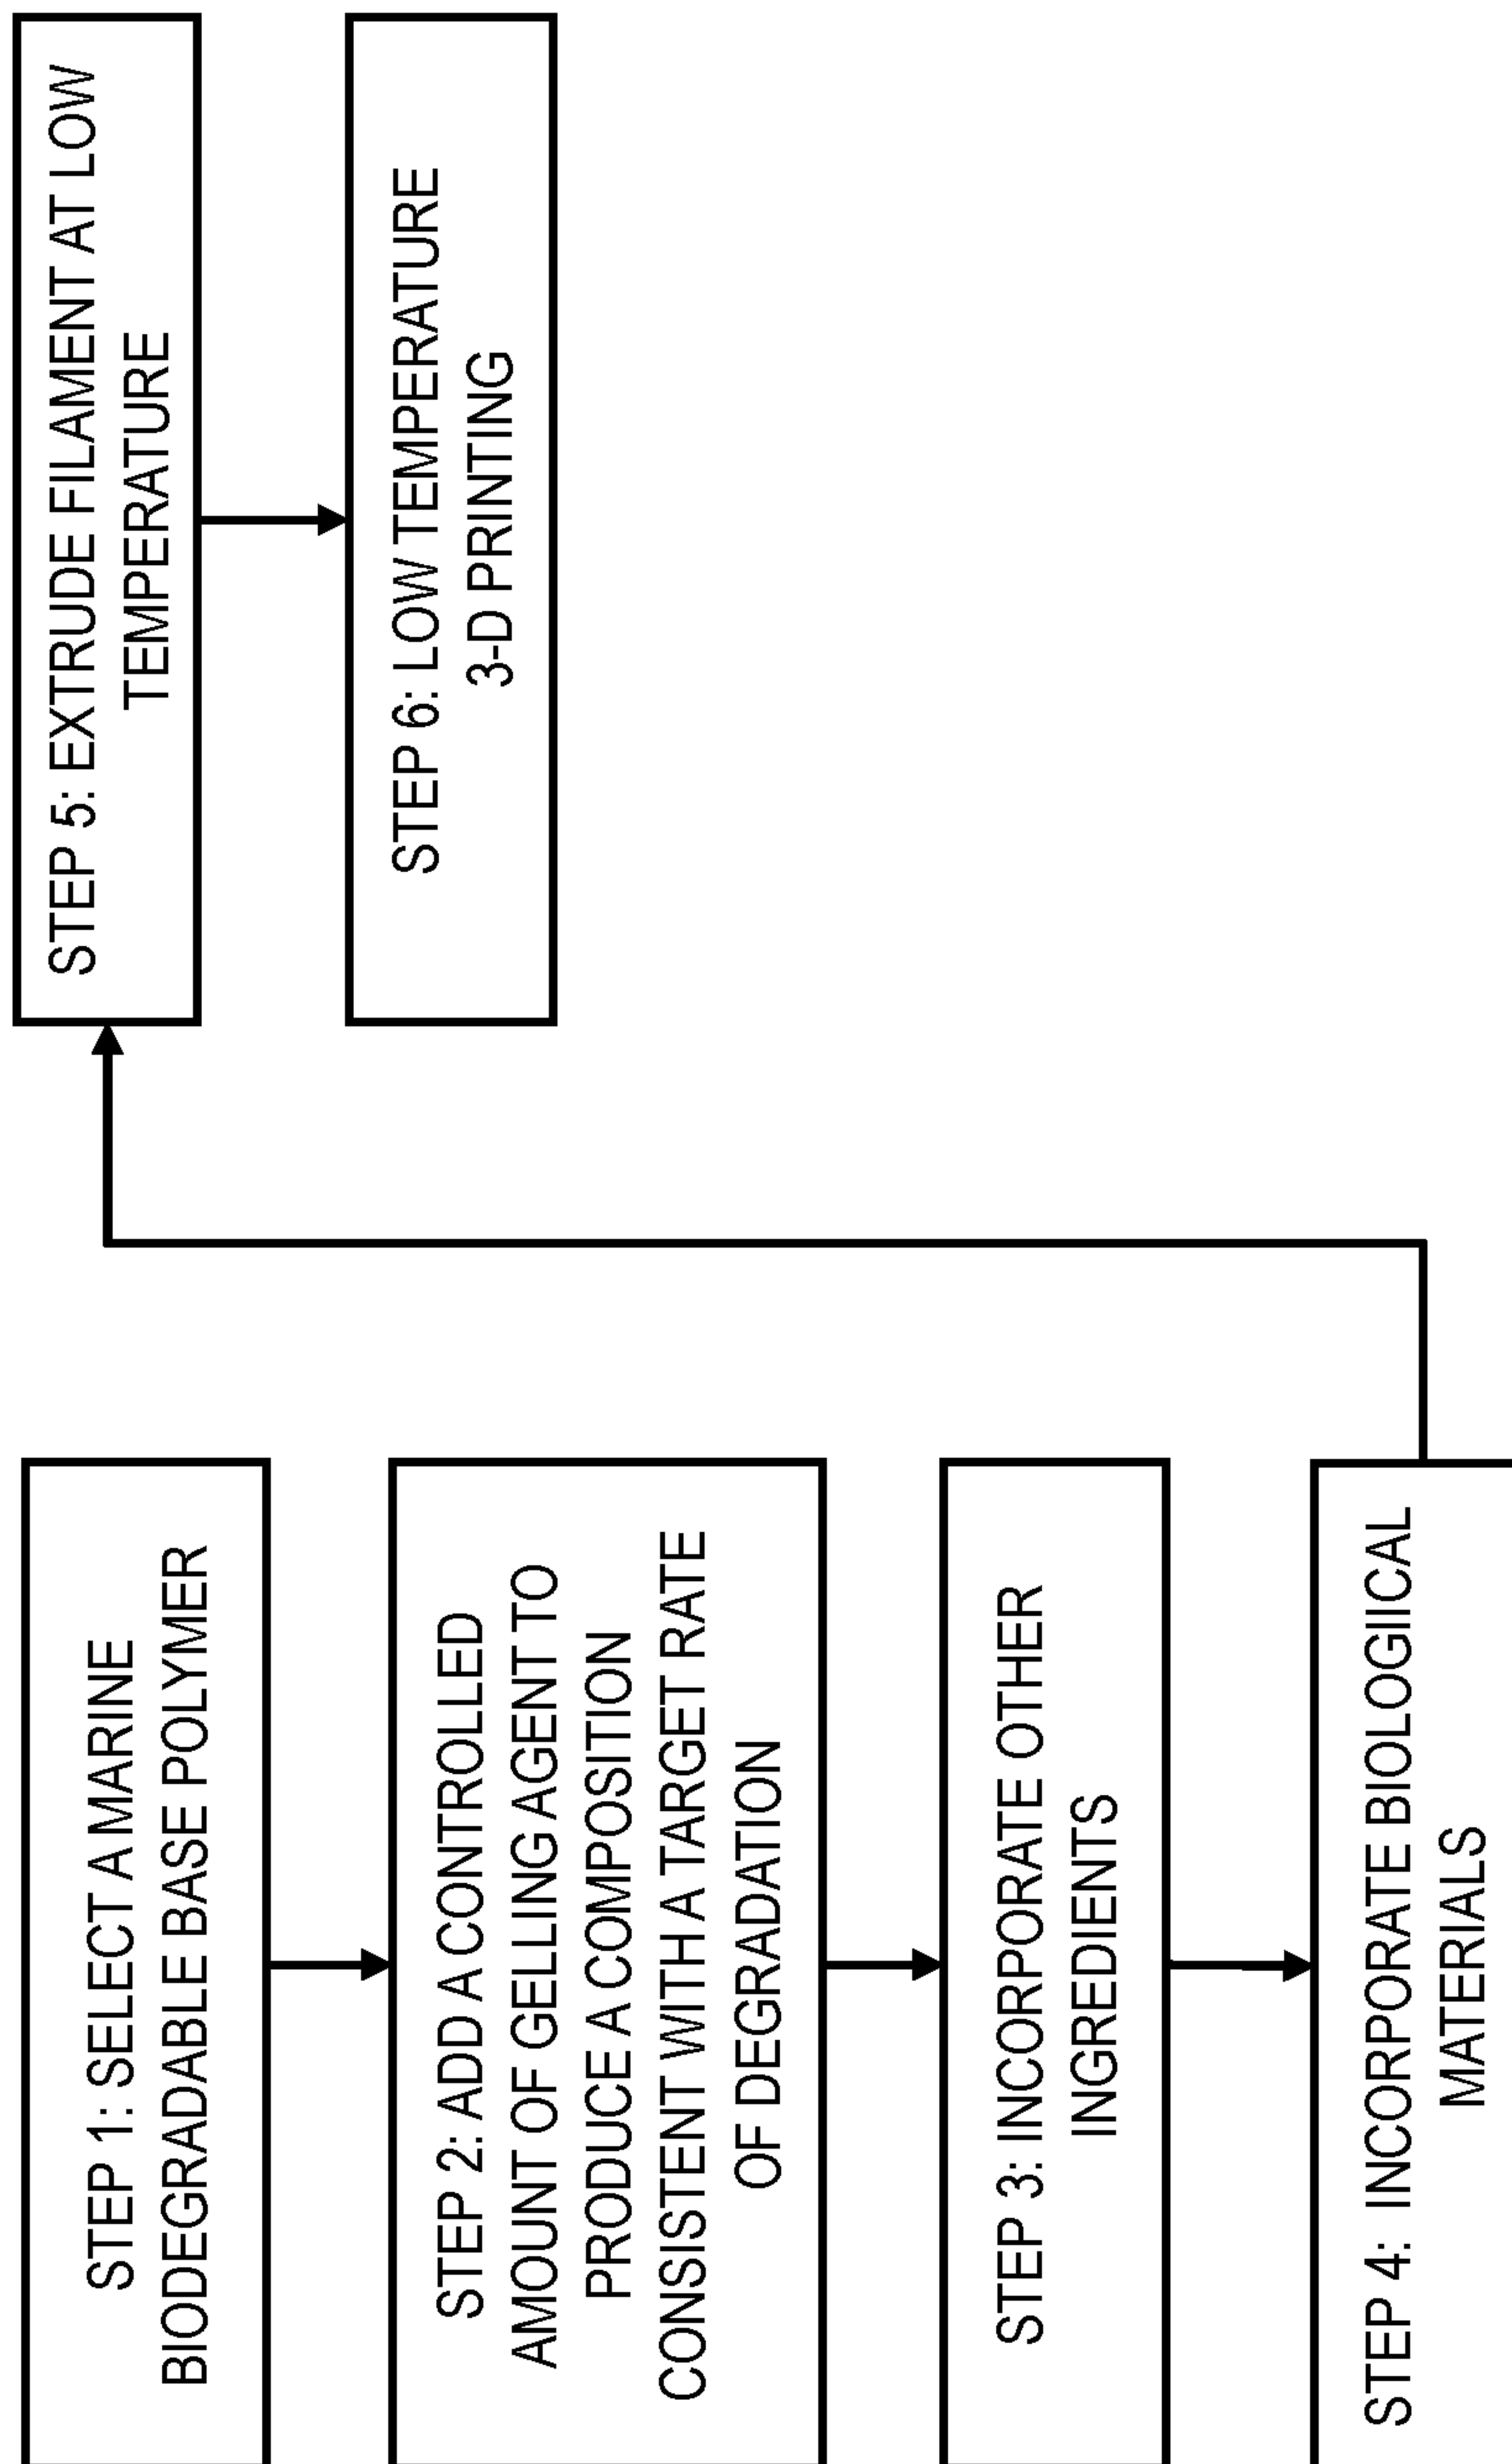 STEP 1: SELECT A MARINE
BIODEGRADABLE BASE POLYMER
STEP 2: ADD A CONTROLLED
AMOUNT OF GELLING AGENT TO
PRODUCE A COMPOSITION
CONSISTENT WITH A TARGET RATE
OF DEGRADATION
STEP 3: INCORPORATE OTHER
INGREDIENTS
STEP 4: INCORPORATE BIOLOGIICAL
MATERIALS
STEP 5: EXTRUDE FILAMENT AT LOW
TEMPERATURE
STEP 6: LOW TEMPERATURE
3-D PRINTING